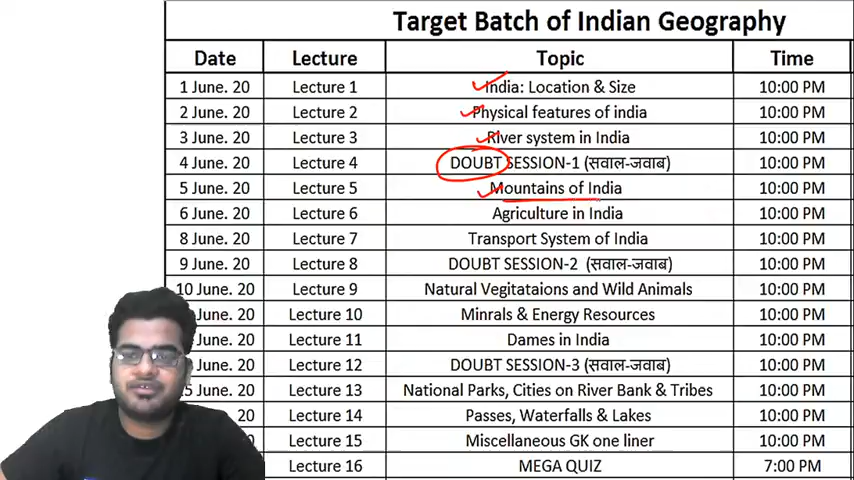 Target Batch of Indian Geography
Date Lecture Topic Time
1 June. 20 Lecture 1 India: Location & Size 10:00 PM
2 June. 20 Lecture 2 Physical features of india 10:00 PM
3 June. 20 Lecture 3 River system in India 10:00 PM
4 June. 20 Lecture 4 DOUBT SESSION-1 (सवाल-जवाब) 10:00 PM
5 June. 20 Lecture 5 Mountains of India 10:00 PM
6 June. 20 Lecture 6 Agriculture in India 10:00 PM
8 June. 20 Lecture 7 Transport System of India 10:00 PM
9 June. 20 Lecture 8 DOUBT SESSION-2 (सवाल-जवाब) 10:00 PM
10 June. 20 Lecture 9 Natural Vegitataions and Wild Animals 10:00 PM
June. 20 Lecture 10 Minrals & Energy Resources 10:00 PM
June. 20 Lecture 11 Dames in India 10:00 PM
June. 20 Lecture 12 DOUBT SESSION-3 (सवाल-जवाब) 10:00 PM
June. 20 Lecture 13 National Parks, Cities on River Bank & Tribes 10:00 PM
June. 20 Lecture 14 Passes, Waterfalls & Lakes 10:00 PM
20 Lecture 15 Miscellaneous GK one liner 10:00 PM
Lecture 16 MEGA QUIZ 7:00 PM